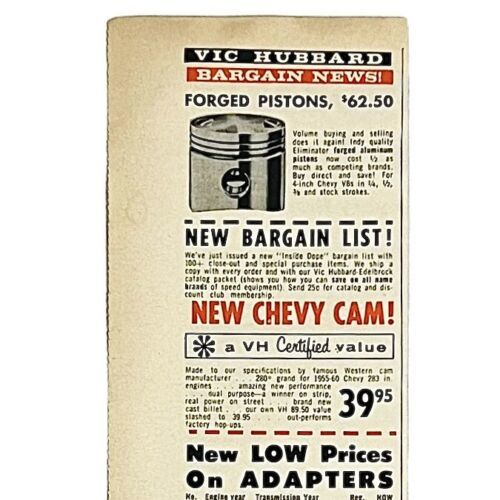 VIC HUBBARD
BARGAIN NEWS!
FORGED PISTONS, $62.50
Volume buying and selling
does it again! Indy quality
Eliminator forged aluminum
pistons now cost ½ as
much as competing brands.
Buy direct and save! For
4-inch Chevy V8s in ¼, ½,
⅜ and stock strokes.
NEW BARGAIN LIST!
We've just issued a new "Inside Dope" bargain list with
100+ close-out and special purchase items. We ship a
copy with every order and with our Vic Hubbard-Edelbrock
catalog packet (shows you how you can save on all name
brands of speed equipment). Send 25c for catalog and dis-
count club membership.
NEW CHEVY CAM!
a VH Certified value
Made to our specifications by famous Western cam
manufacturer . . . 280° grand for 1955-60 Chevy 283 in.
engines . . . amazing new performance
. . . dual purpose—a winner on strip,
real power on street . . . brand new
cast billet . . . our own VH 89.50 value
slashed to 39.95 . . . out-performs
factory hop-ups.
3995
New LOW Prices
On ADAPTERS
No. Engine year Transmission Year Reg. NOW